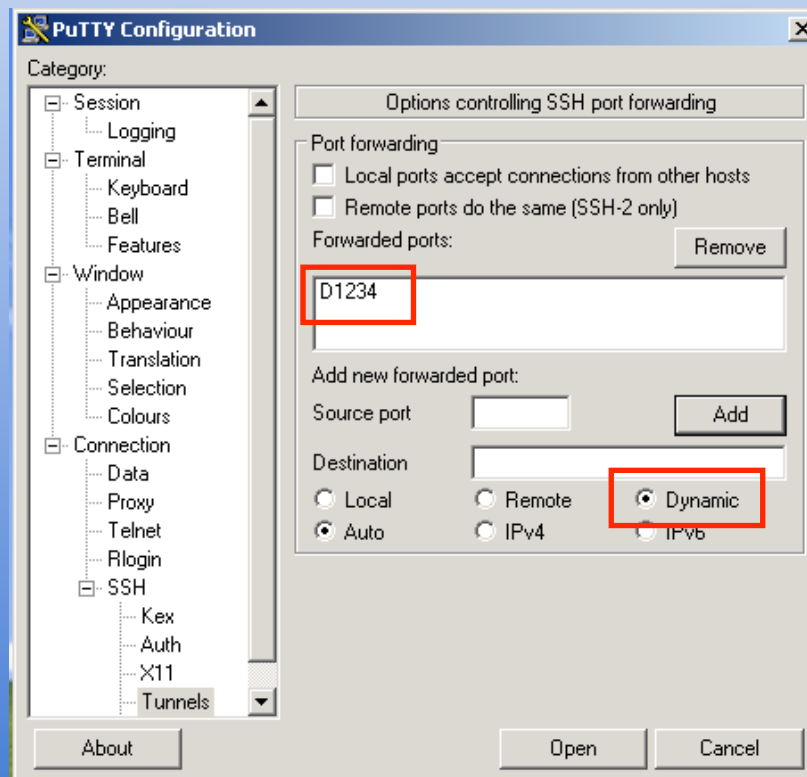 PuTTY Configuration
Category:
Session
Logging
Terminal
Keyboard
Bell
Features
Window
Appearance
Behaviour
Translation
Selection
Colours
Connection
Data
Proxy
Telnet
Rlogin
SSH
Kex
Auth
X11
Tunnels
Options controlling SSH port forwarding
Port forwarding
Local ports accept connections from other hosts
Remote ports do the same (SSH-2 only)
Forwarded ports:
Remove
D1234
Add new forwarded port:
Source port
Add
Destination
Local Remote Dynamic
Auto IPv4 IPv6
About
Open
Cancel